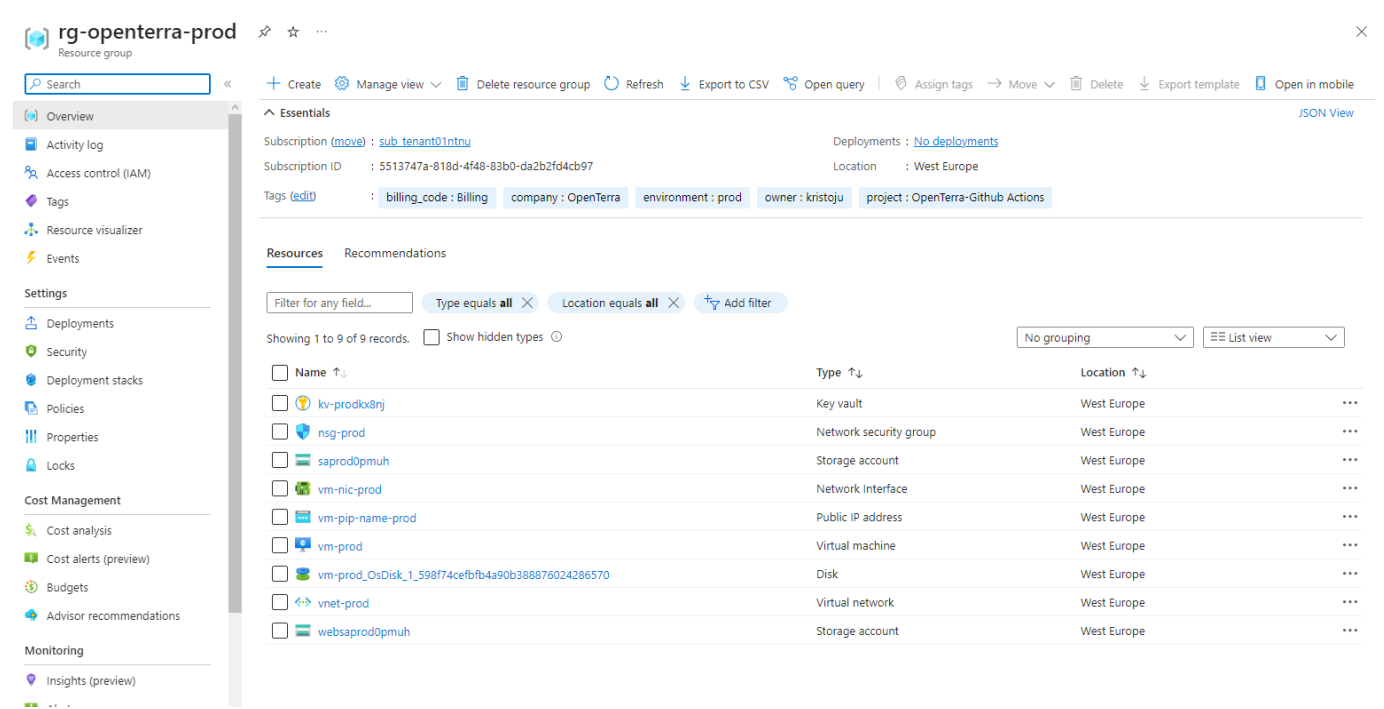 rg-openterra-prod
Resource group
Search
Create Manage view Delete resource group Refresh Export to CSV Open query Assign tags Move Delete Export template Open in mobile
Overview
Activity log
Access control (IAM)
Tags
Resource visualizer
Events
Settings
Deployments
Security
Deployment stacks
Policies
Properties
Locks
Cost Management
Cost analysis
Cost alerts (preview)
Budgets
Advisor recommendations
Monitoring
Insights (preview)
Essentials JSON View
Subscription (move) : sub_tenant01ntnu Deployments : No deployments
Subscription ID : 5513747a-818d-4f48-83b0-da2b2fd4cb97 Location : West Europe
Tags (edit) : billing_code : Billing company : OpenTerra environment : prod owner : kristoju project : OpenTerra-Github Actions
Resources Recommendations
Filter for any field... Type equals all Location equals all Add filter
Showing 1 to 9 of 9 records. Show hidden types No grouping List view
Name Type Location
kv-prodkx8nj Key vault West Europe
nsg-prod Network security group West Europe
saprod0pmuh Storage account West Europe
vm-nic-prod Network Interface West Europe
vm-pip-name-prod Public IP address West Europe
vm-prod Virtual machine West Europe
vm-prod_OsDisk_1_598f74cefbfb4a90b388876024286570 Disk West Europe
vnet-prod Virtual network West Europe
websaprod0pmuh Storage account West Europe